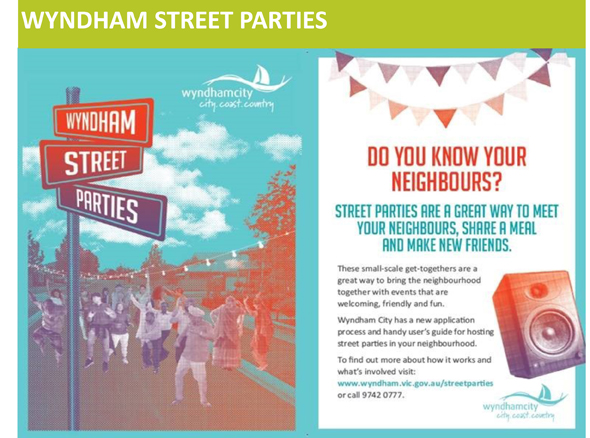 WYNDHAM STREET PARTIES
wyndhamcity
city. coast. country
WYNDHAM
STREET
PARTIES
DO YOU KNOW YOUR
NEIGHBOURS?
STREET PARTIES ARE A GREAT WAY TO MEET
YOUR NEIGHBOURS, SHARE A MEAL
AND MAKE NEW FRIENDS.
These small-scale get-togethers are a
great way to bring the neighbourhood
together with events that are
welcoming, friendly and fun.
Wyndham City has a new application
process and handy user's guide for hosting
street parties in your neighbourhood.
To find out more about how it works and
what's involved visit:
www.wyndham.vic.gov.au/streetparties
or call 9742 0777.
wyndhamcity
city. coast. country